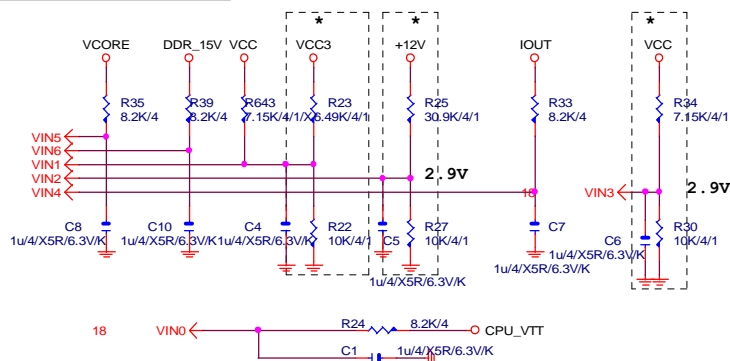 * * *
VCORE DDR_15V VCC VCC3 +12V IOUT VCC
R35 R39 R643 R23 R25 R33 R34
8.2K/4 8.2K/4 7.15K/4/1/X 6.49K/4/1 30.9K/4/1 8.2K/4 7.15K/4/1
VIN5
VIN6
VIN1
VIN2 2.9V
VIN4 18 VIN3 2.9V
C8 C10 C4 R22 C5 R27 C7 C6 R30
1u/4/X5R/6.3V/K 1u/4/X5R/6.3V/K 1u/4/X5R/6.3V/K 10K/4/1 10K/4/1 1u/4/X5R/6.3V/K 10K/4/1
1u/4/X5R/6.3V/K 1u/4/X5R/6.3V/K
18 VIN0 R24 8.2K/4 CPU_VTT
C1 1u/4/X5R/6.3V/K